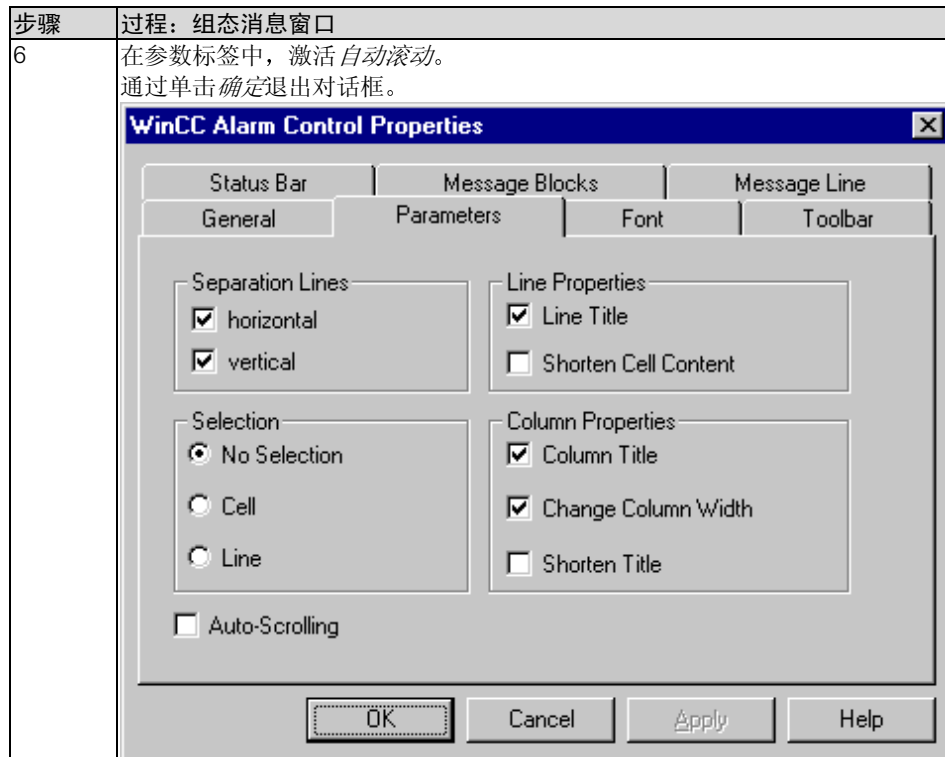 步骤 过程：组态消息窗口
6 在参数标签中，激活自动滚动。
通过单击确定退出对话框。
WinCC Alarm Control Properties
Status Bar Message Blocks Message Line
General Parameters Font Toolbar
Separation Lines
horizontal
vertical
Line Properties
Line Title
Shorten Cell Content
Selection
No Selection
Cell
Line
Column Properties
Column Title
Change Column Width
Shorten Title
Auto-Scrolling
OK Cancel Apply Help